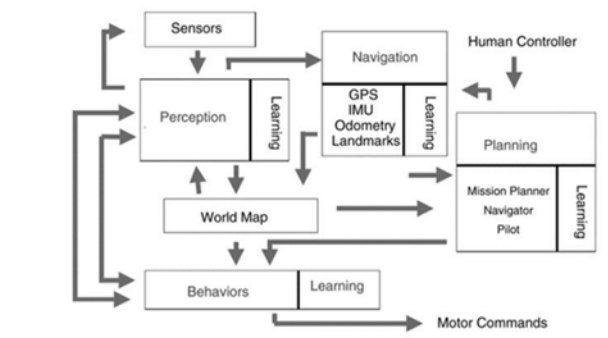 Sensors
Human Controller
Navigation
GPS
IMU
Odometry
Landmarks
Learning
Perception
Learning
Planning
Mission Planner
Navigator
Pilot
Learning
World Map
Behaviors
Learning
Motor Commands